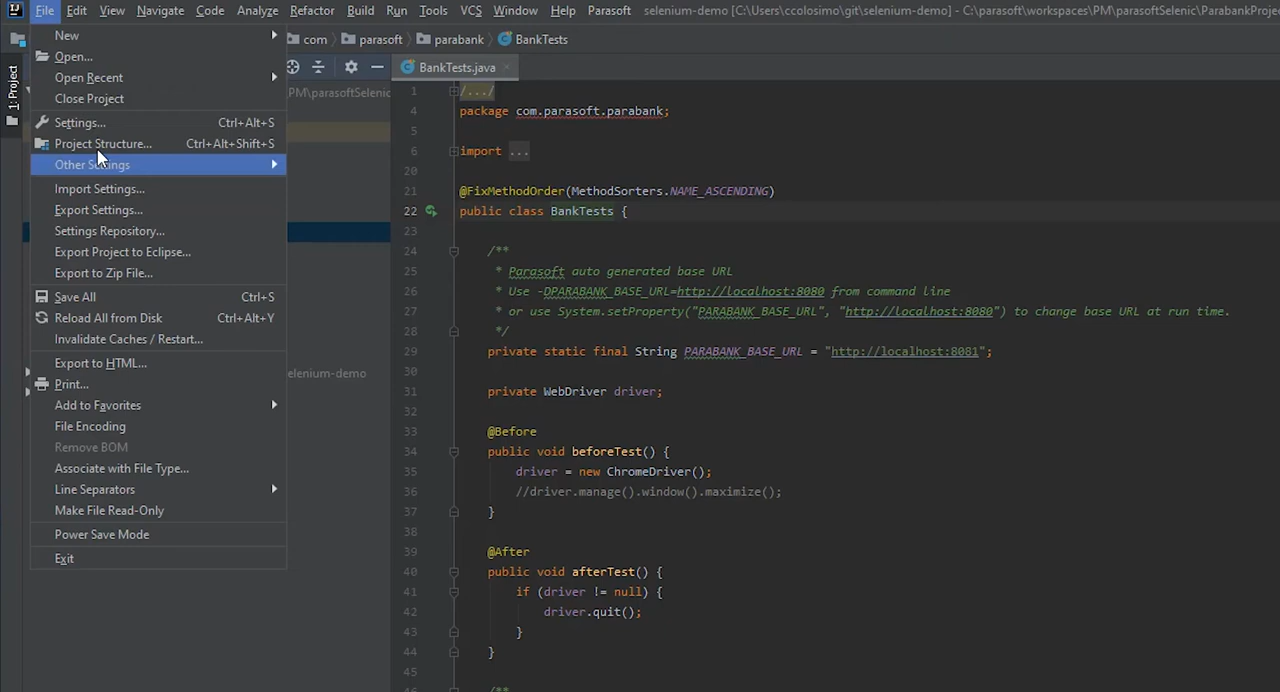 File Edit View Navigate Code Analyze Refactor Build Run Tools VCS Window Help Parasoft selenium-demo [C:\Users\ccolosimo\git\selenium-demo] - C:\parasoft\workspaces\PM\parasoftSelenic\ParabankProje
com parasoft parabank BankTests
1: Project
New
Open...
Open Recent
Close Project
Settings... Ctrl+Alt+S
Project Structure... Ctrl+Alt+Shift+S
Other Settings
Import Settings...
Export Settings...
Settings Repository...
Export Project to Eclipse...
Export to Zip File...
Save All Ctrl+S
Reload All from Disk Ctrl+Alt+Y
Invalidate Caches / Restart...
Export to HTML...
Print...
Add to Favorites
File Encoding
Remove BOM
Associate with File Type...
Line Separators
Make File Read-Only
Power Save Mode
Exit
PM\parasoftSelenic
elenium-demo
BankTests.java
1 /.../
4 package com.parasoft.parabank;
5
6 import ...
20
21 @FixMethodOrder(MethodSorters.NAME_ASCENDING)
22 public class BankTests {
23
24 /**
25 * Parasoft auto generated base URL
26 * Use -DPARABANK_BASE_URL=http://localhost:8080 from command line
27 * or use System.setProperty("PARABANK_BASE_URL", "http://localhost:8080") to change base URL at run time.
28 */
29 private static final String PARABANK_BASE_URL = "http://localhost:8081";
30
31 private WebDriver driver;
32
33 @Before
34 public void beforeTest() {
35 driver = new ChromeDriver();
36 //driver.manage().window().maximize();
37 }
38
39 @After
40 public void afterTest() {
41 if (driver != null) {
42 driver.quit();
43 }
44 }
45
46 /**